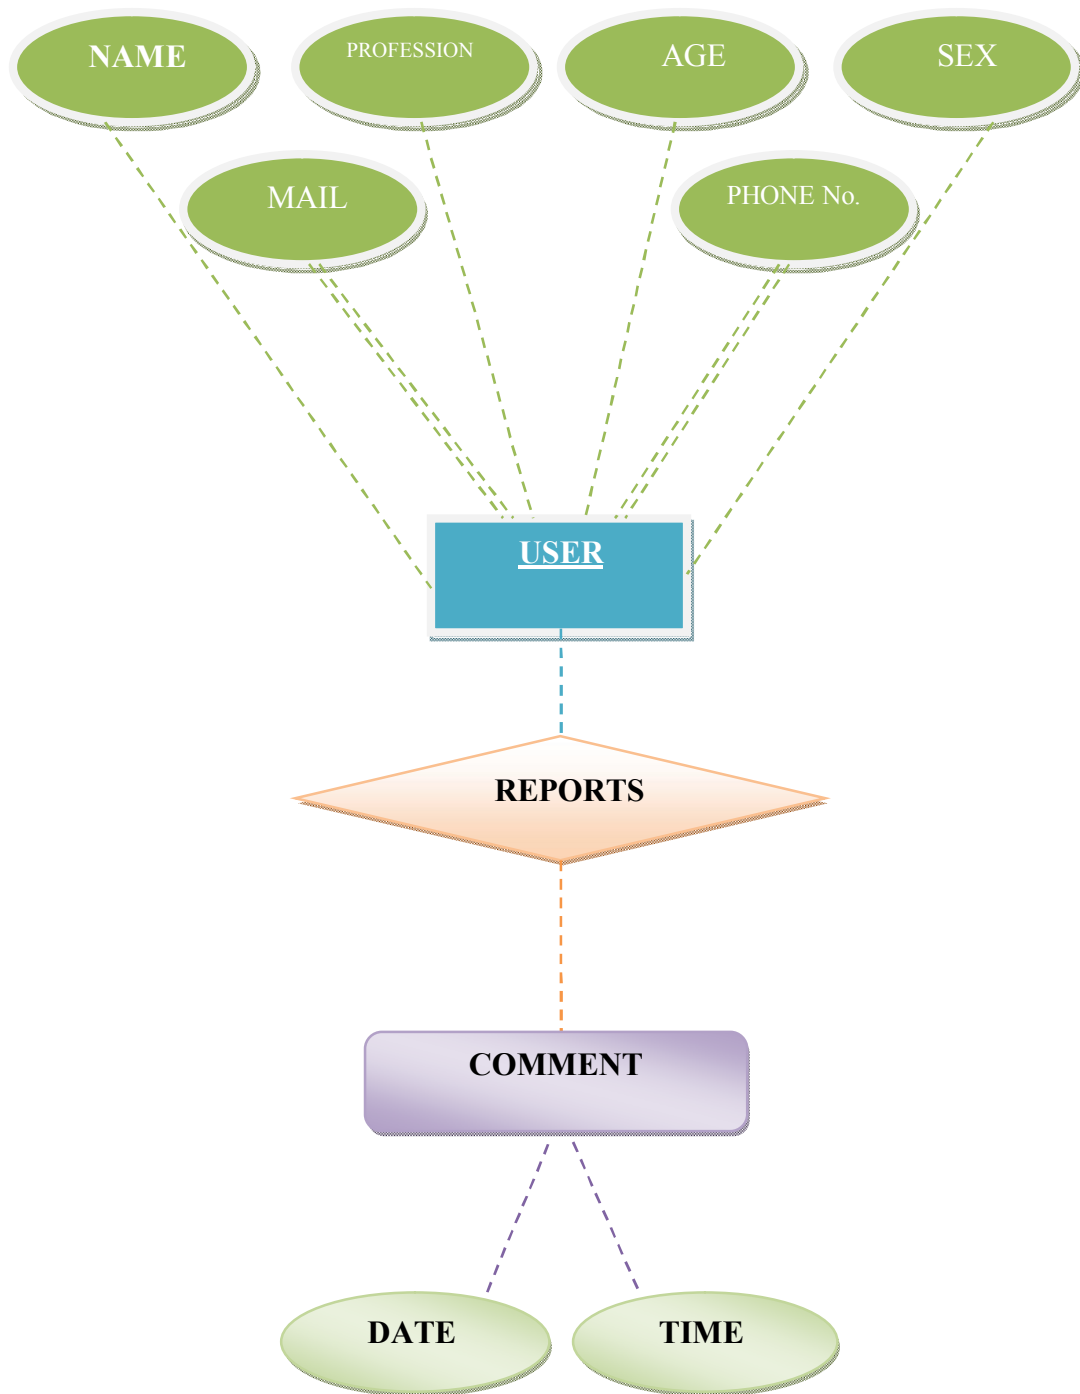 NAME
PROFESSION
AGE
SEX
MAIL
PHONE No.
USER
REPORTS
COMMENT
DATE
TIME